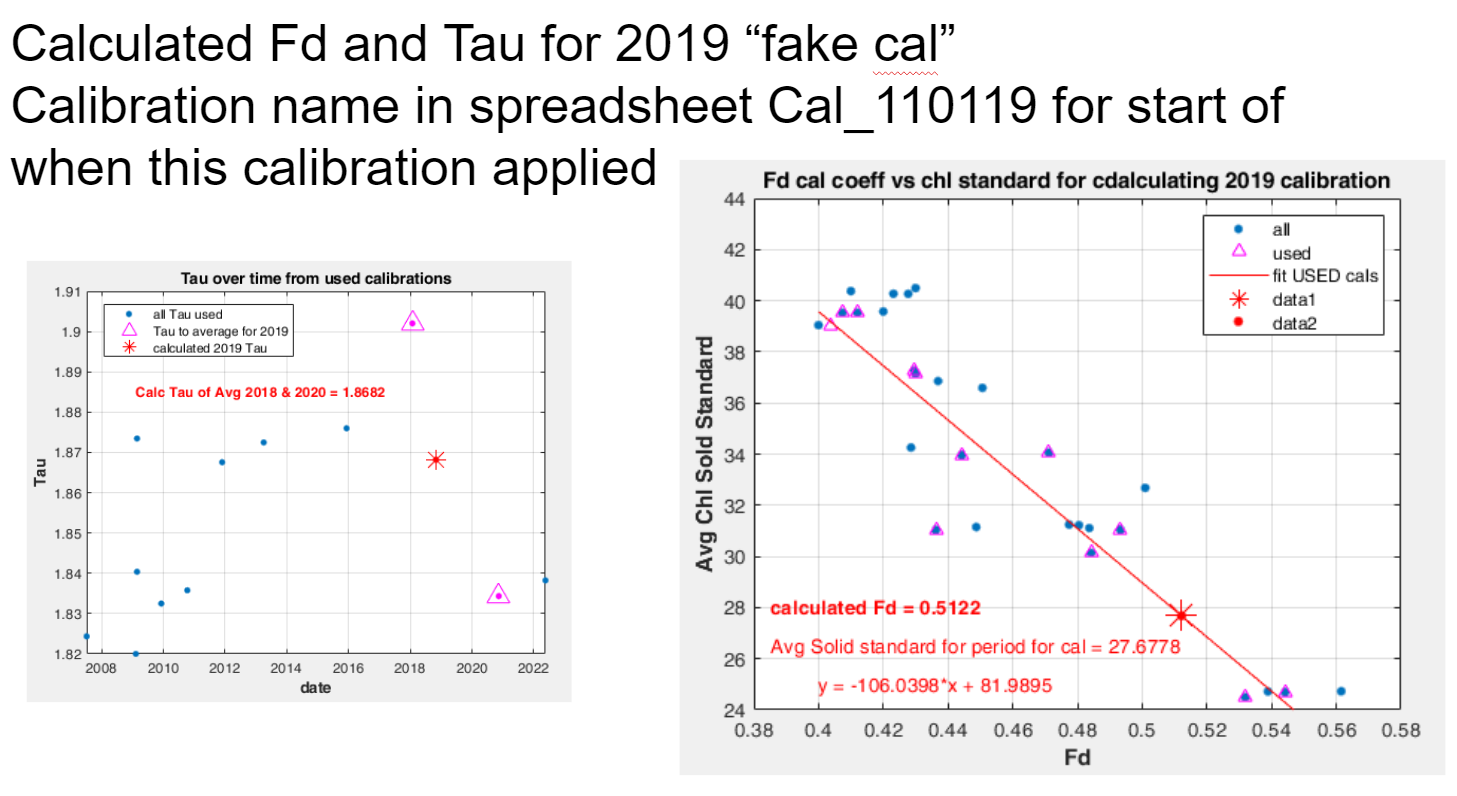 Calculated Fd and Tau for 2019 “fake cal”
Calibration name in spreadsheet Cal_110119 for start of
when this calibration applied
Tau over time from used calibrations
1.91
1.9
1.89
1.88
1.87
1.86
1.85
1.84
1.83
1.82
Tau
all Tau used
Tau to average for 2019
calculated 2019 Tau
Calc Tau of Avg 2018 & 2020 = 1.8682
2008 2010 2012 2014 2016 2018 2020 2022
date
Fd cal coeff vs chl standard for cdalculating 2019 calibration
44
42
40
38
36
34
32
30
28
26
24
Avg Chl Sold Standard
all
used
fit USED cals
data1
data2
calculated Fd = 0.5122
Avg Solid standard for period for cal = 27.6778
y = -106.0398*x + 81.9895
0.38 0.4 0.42 0.44 0.46 0.48 0.5 0.52 0.54 0.56 0.58
Fd